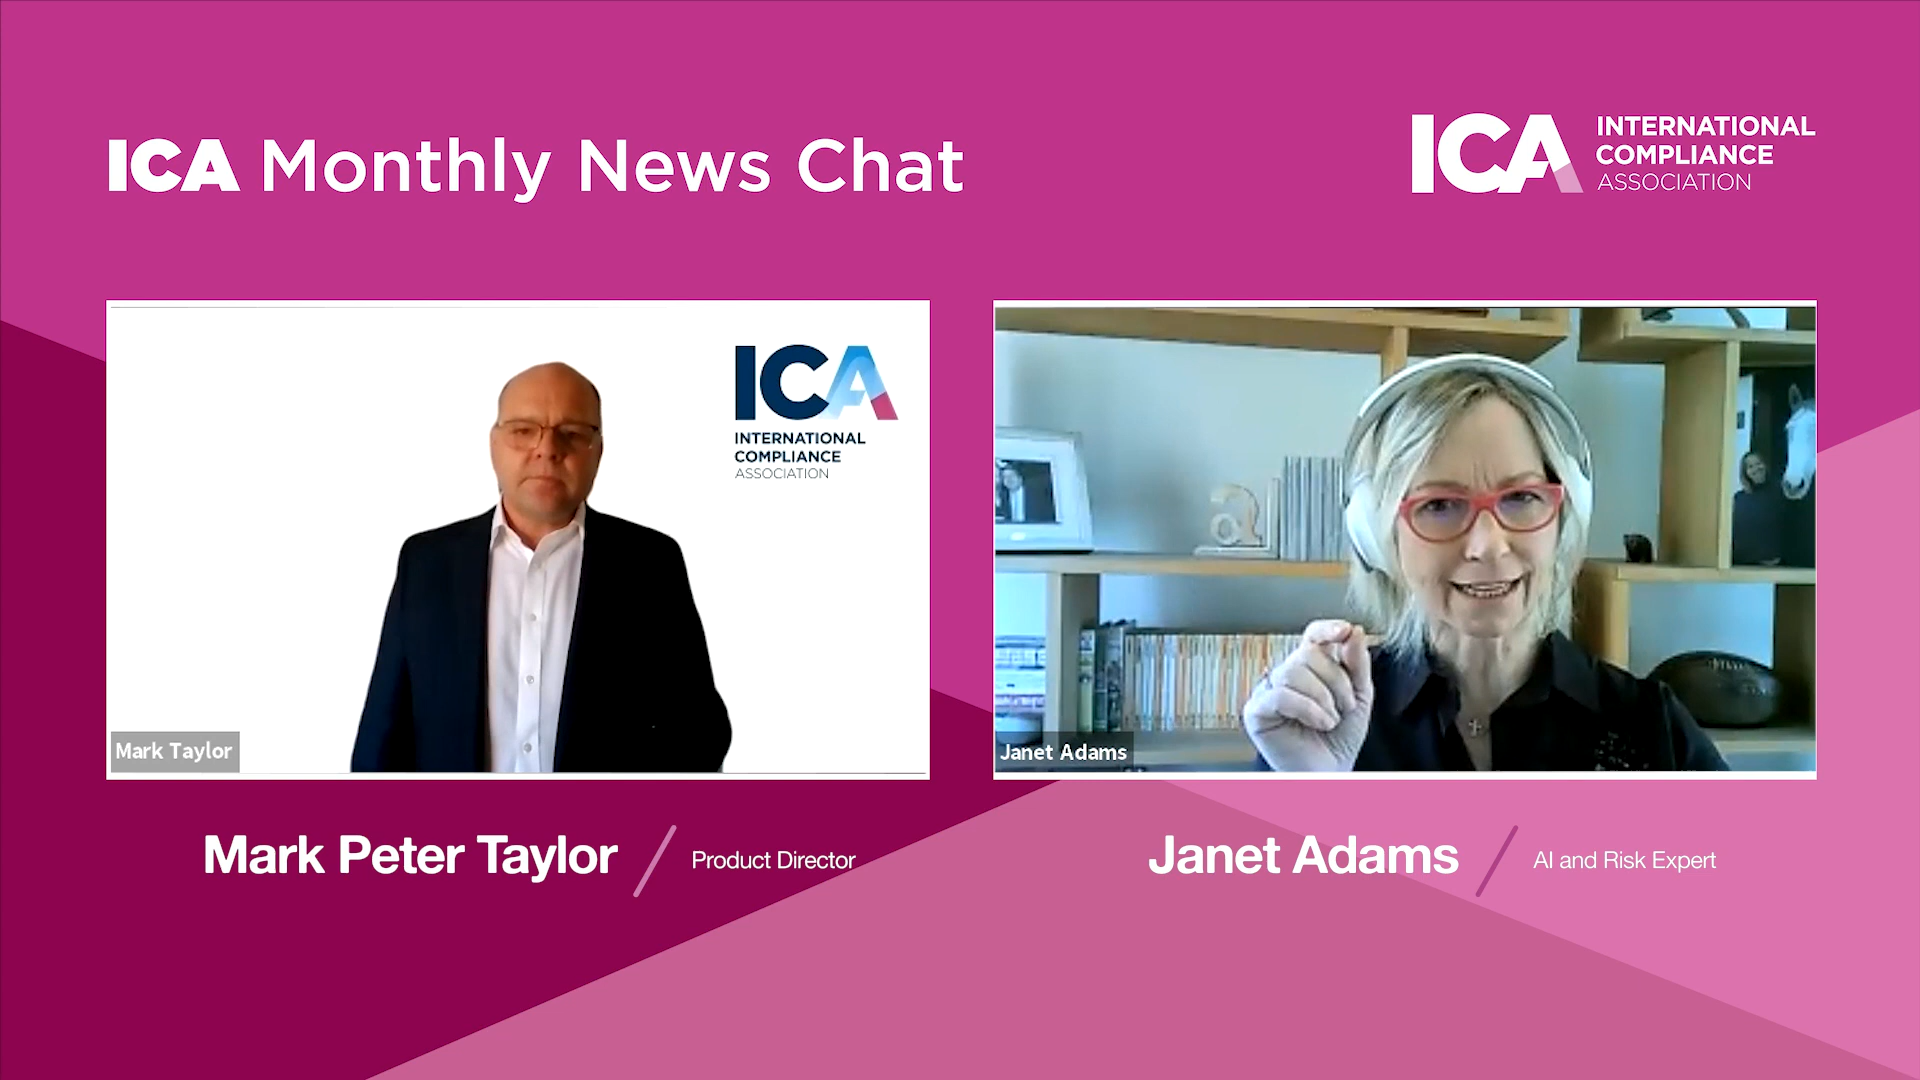 ICA Monthly News Chat
ICA
INTERNATIONAL
COMPLIANCE
ASSOCIATION
ICA
INTERNATIONAL
COMPLIANCE
ASSOCIATION
Mark Taylor
a
Janet Adams
Mark Peter Taylor / Product Director
Janet Adams / AI and Risk Expert